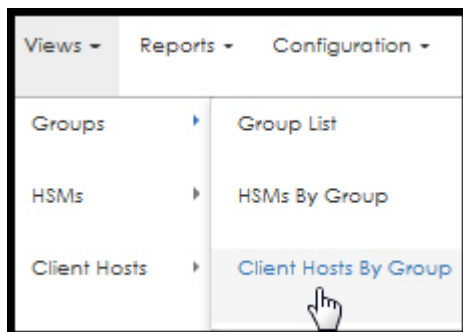 Views Reports Configuration
Groups Group List
HSMs HSMs By Group
Client Hosts Client Hosts By Group